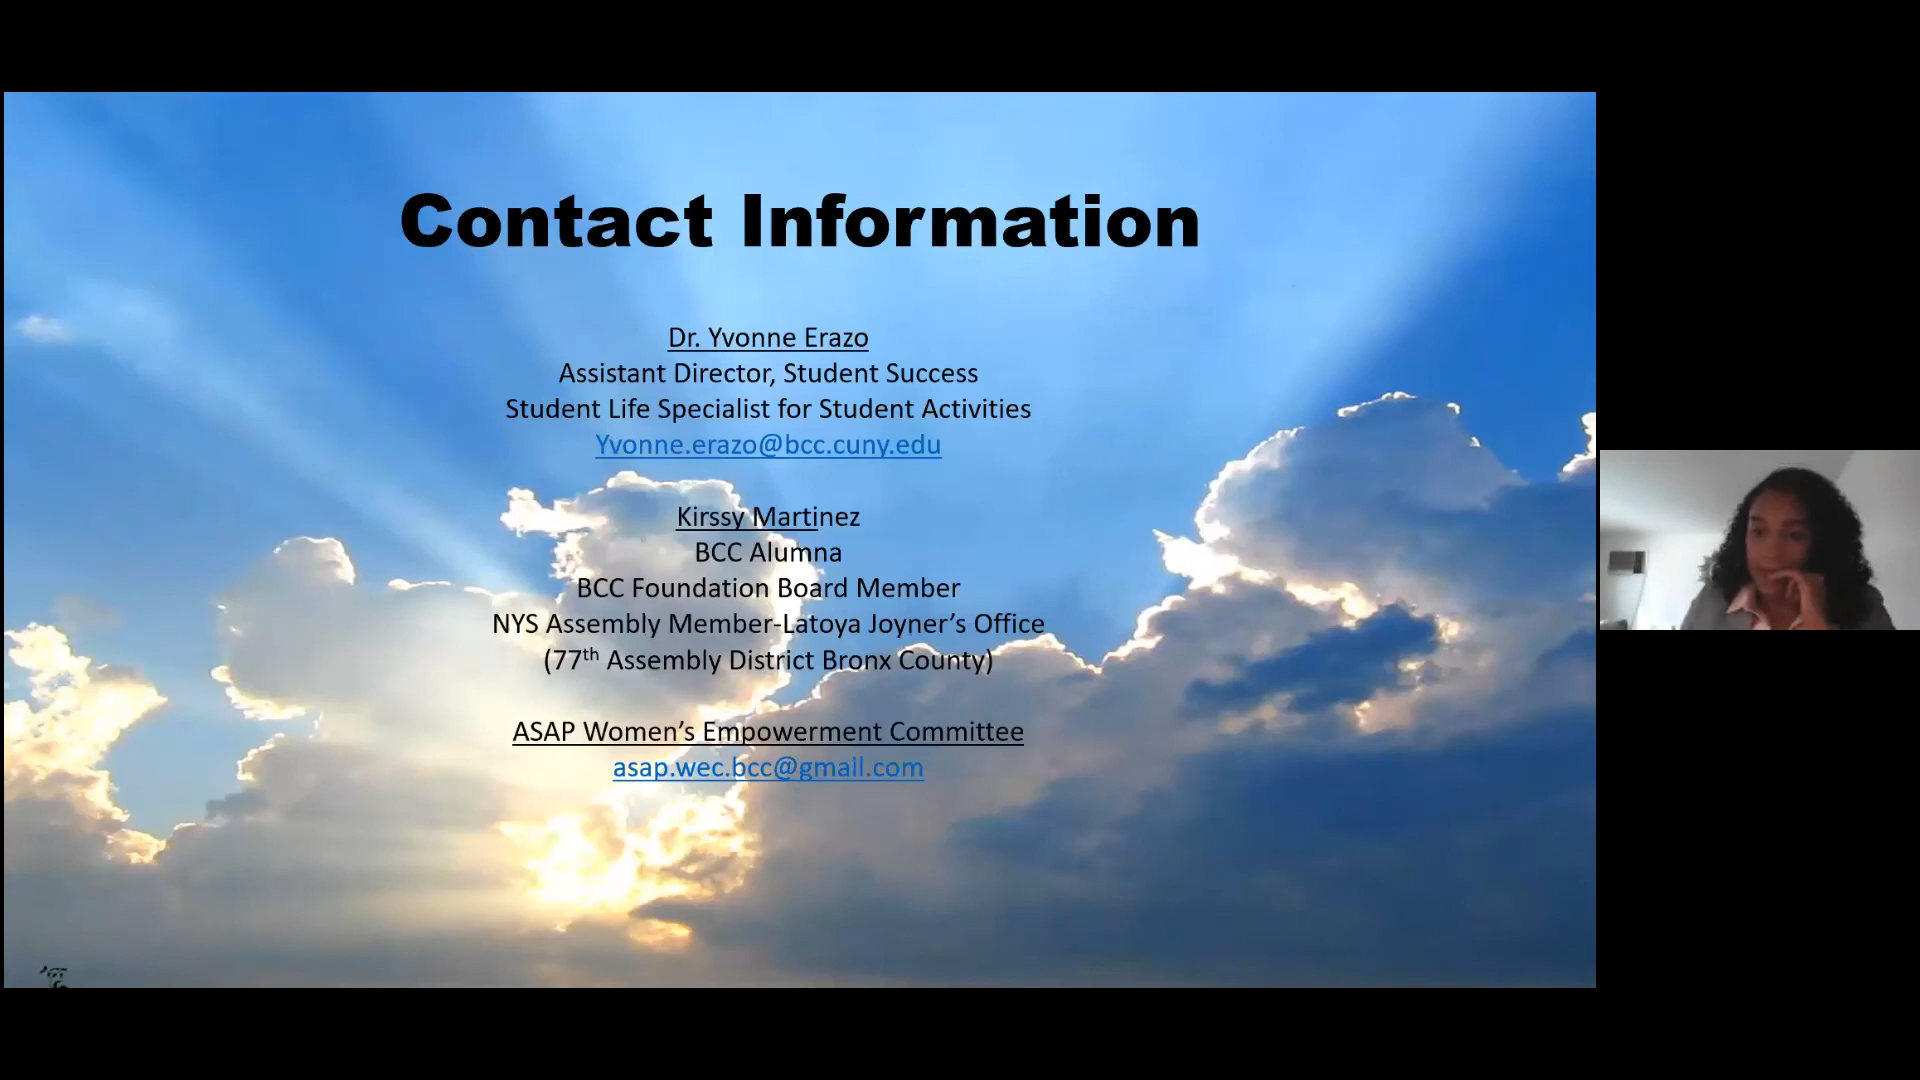 Contact Information
Dr. Yvonne Erazo
Assistant Director, Student Success
Student Life Specialist for Student Activities
Yvonne.erazo@bcc.cuny.edu
Kirssy Martinez
BCC Alumna
BCC Foundation Board Member
NYS Assembly Member-Latoya Joyner’s Office
(77th Assembly District Bronx County)
ASAP Women’s Empowerment Committee
asap.wec.bcc@gmail.com